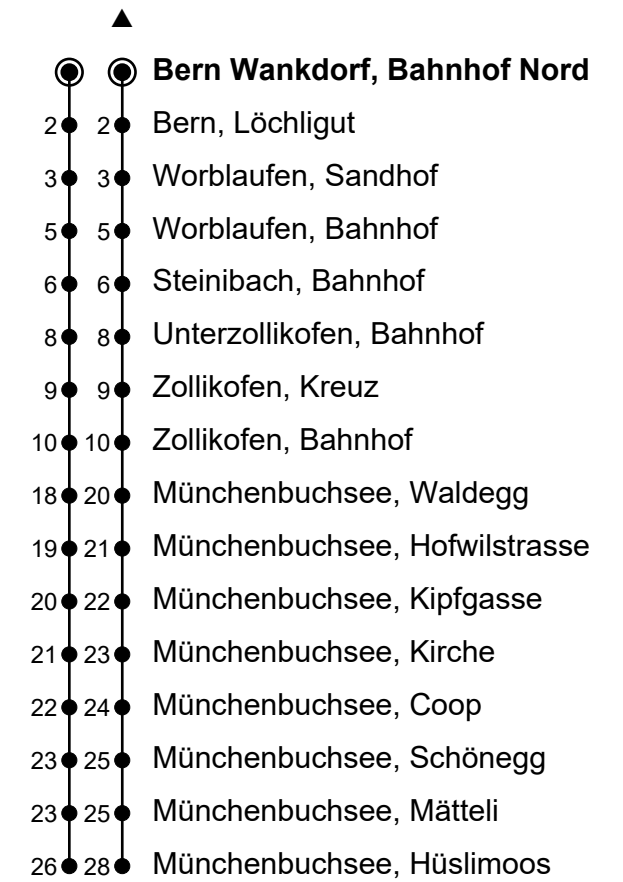 ▲
Bern Wankdorf, Bahnhof Nord
2 2 Bern, Löchligut
3 3 Worblaufen, Sandhof
5 5 Worblaufen, Bahnhof
6 6 Steinibach, Bahnhof
8 8 Unterzollikofen, Bahnhof
9 9 Zollikofen, Kreuz
10 10 Zollikofen, Bahnhof
18 20 Münchenbuchsee, Waldegg
19 21 Münchenbuchsee, Hofwilstrasse
20 22 Münchenbuchsee, Kipfgasse
21 23 Münchenbuchsee, Kirche
22 24 Münchenbuchsee, Coop
23 25 Münchenbuchsee, Schönegg
23 25 Münchenbuchsee, Mätteli
26 28 Münchenbuchsee, Hüslimoos